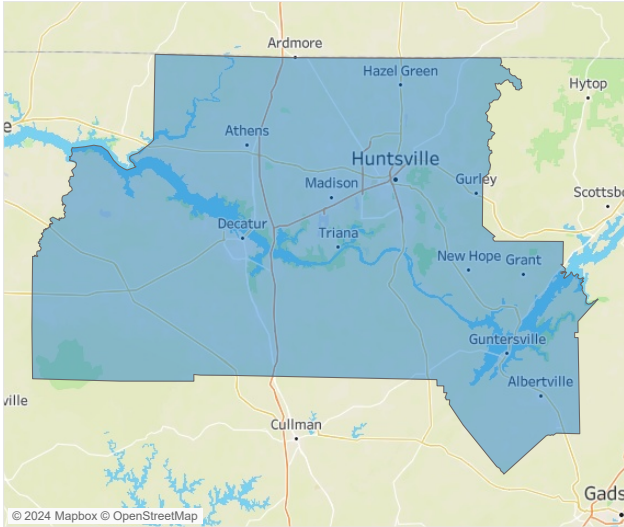 Ardmore
Hazel Green
Hytop
e
Athens
Huntsville
Madison
Gurley
Scottsbo
Decatur
Triana
New Hope
Grant
Guntersville
Albertville
ville
Cullman
Gads
© 2024 Mapbox © OpenStreetMap